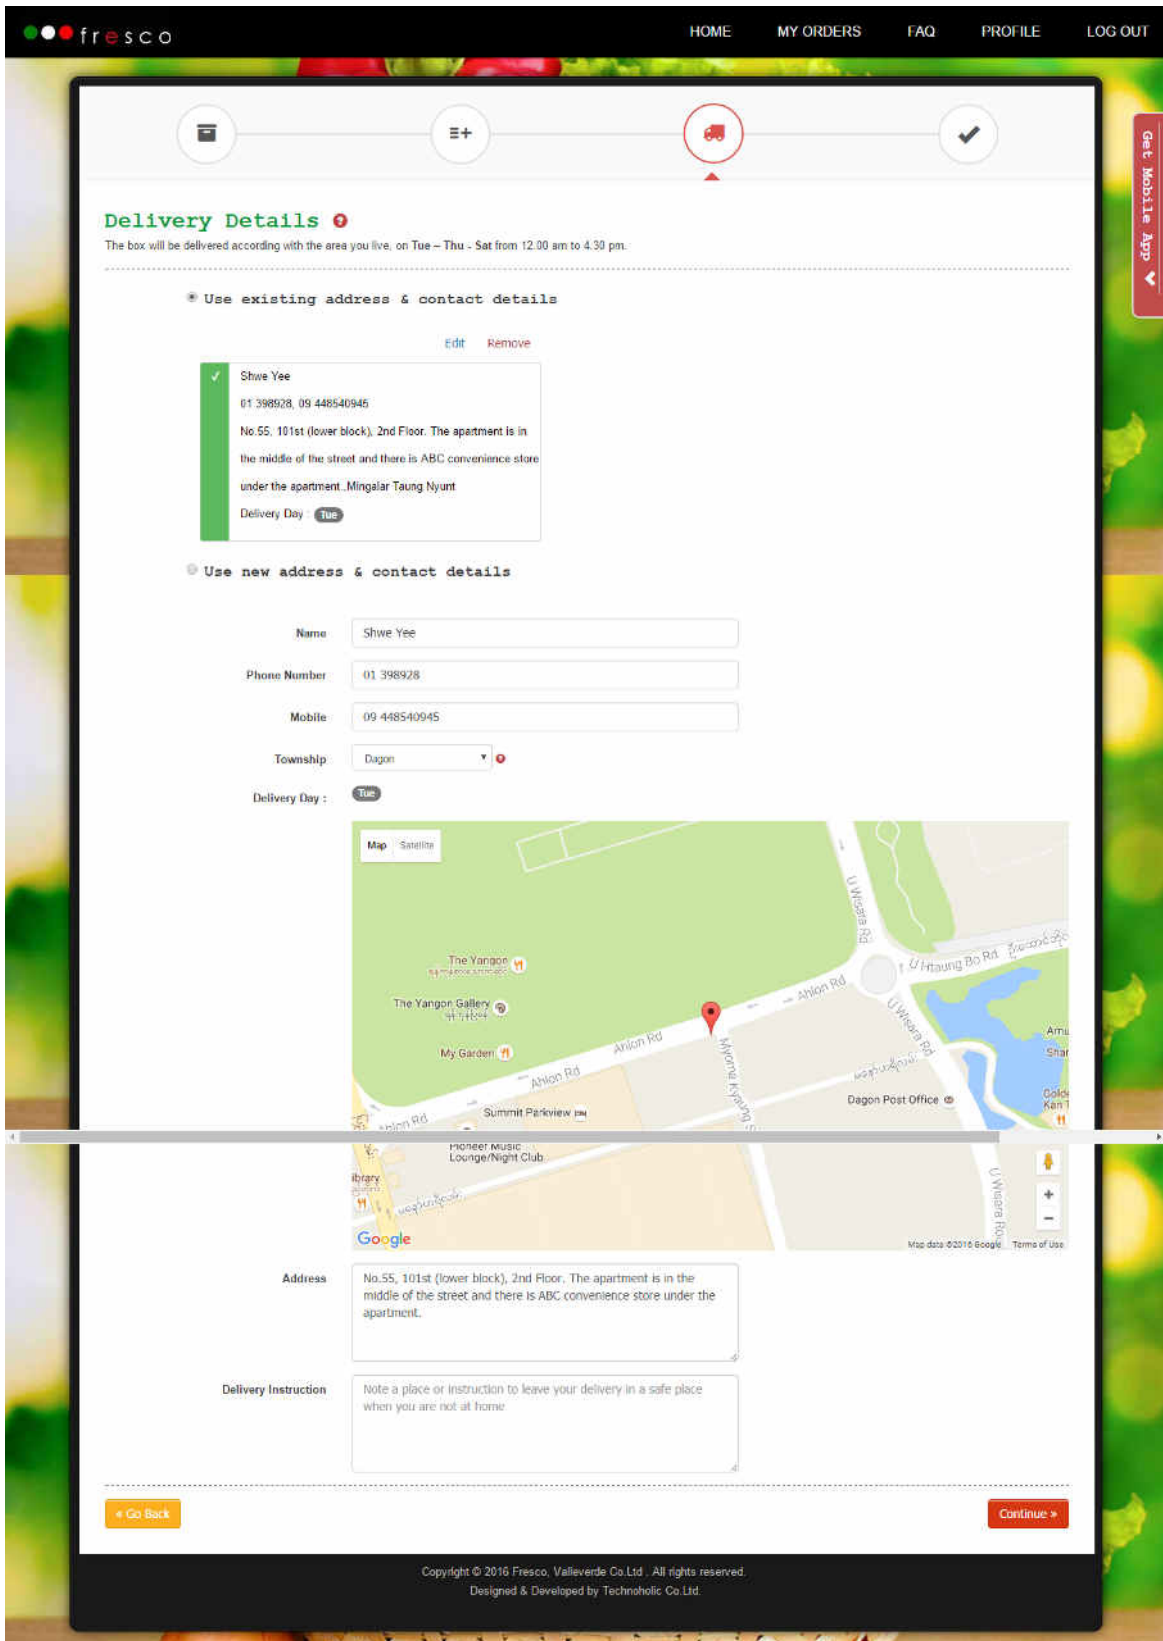 fresco
HOME MY ORDERS FAQ PROFILE LOG OUT
Get Mobile App
Delivery Details
The box will be delivered according with the area you live, on Tue – Thu - Sat from 12.00 am to 4.30 pm.
Use existing address & contact details
Edit Remove
Shwe Yee
01 398928, 09 448540945
No.55, 101st (lower block), 2nd Floor. The apartment is in
the middle of the street and there is ABC convenience store
under the apartment.,Mingalar Taung Nyunt
Delivery Day : Tue
Use new address & contact details
Name Shwe Yee
Phone Number 01 398928
Mobile 09 448540945
Township Dagon
Delivery Day : Tue
Map Satellite
U Wisara Rd
The Yangon
U Htaung Bo Rd
Ahlon Rd
The Yangon Gallery
U Wisara Rd
Ahlon Rd
My Garden
Ahlon Rd
Myoma Kyaung S
Dagon Post Office
Summit Parkview
Ahlon Rd
Pioneer Music
Lounge/Night Club
ibrary
U Wisara Roa
Google
Map data ©2016 Google Terms of Use
Address No.55, 101st (lower block), 2nd Floor. The apartment is in the
middle of the street and there is ABC convenience store under the
apartment.
Delivery Instruction Note a place or instruction to leave your delivery in a safe place
when you are not at home
« Go Back Continue »
Copyright © 2016 Fresco, Valleverde Co.Ltd . All rights reserved.
Designed & Developed by Technoholic Co.Ltd.